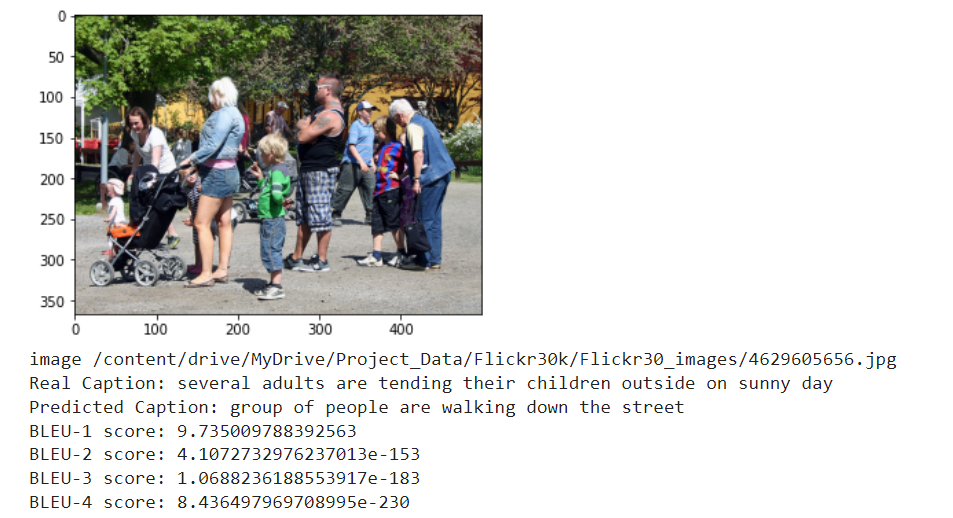 0
50
100
150
200
250
300
350
0 100 200 300 400
image /content/drive/MyDrive/Project_Data/Flickr30k/Flickr30_images/4629605656.jpg
Real Caption: several adults are tending their children outside on sunny day
Predicted Caption: group of people are walking down the street
BLEU-1 score: 9.735009788392563
BLEU-2 score: 4.1072732976237013e-153
BLEU-3 score: 1.0688236188553917e-183
BLEU-4 score: 8.436497969708995e-230